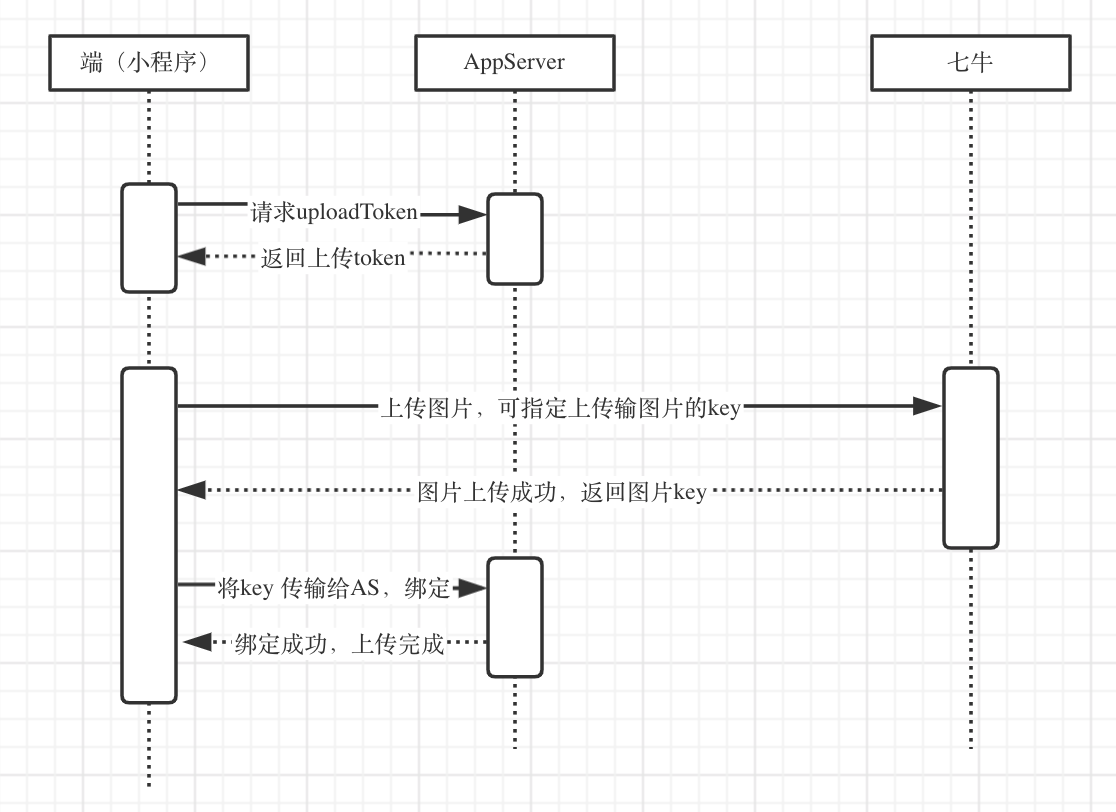 端（小程序）
AppServer
七牛
请求uploadToken
返回上传token
上传图片，可指定上传输图片的key
图片上传成功，返回图片key
将key 传输给AS，绑定
绑定成功，上传完成